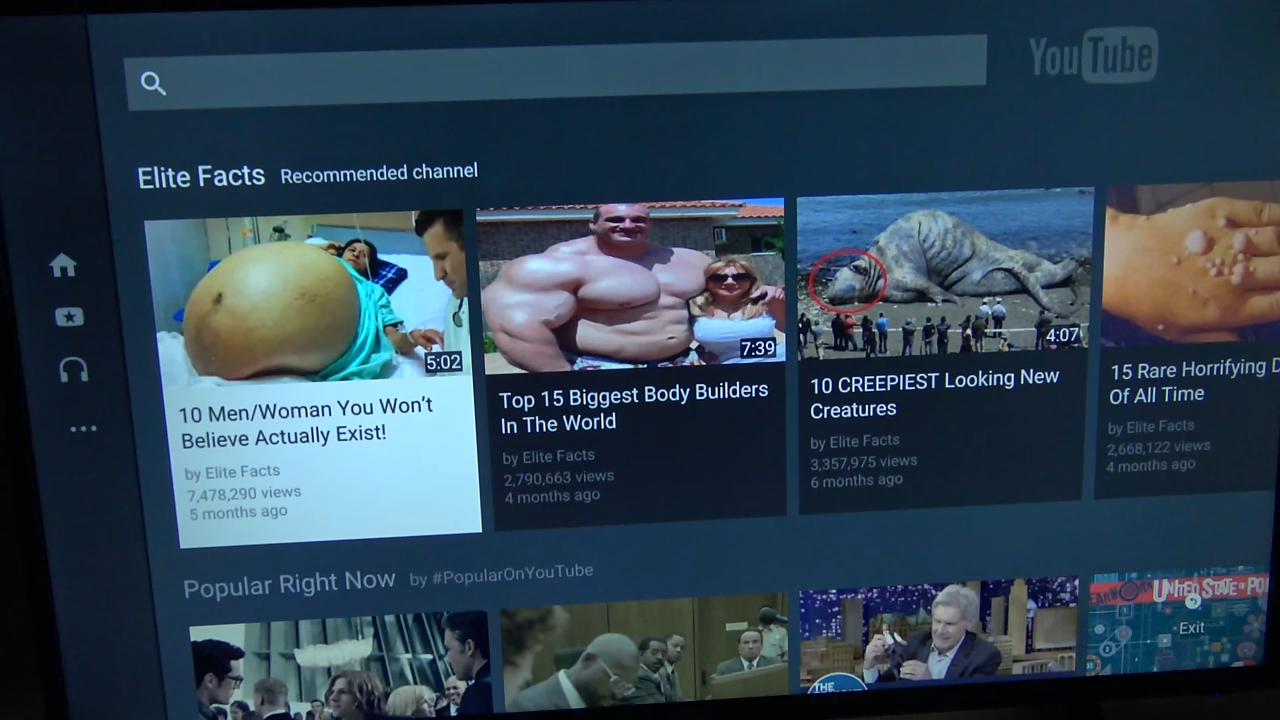 YouTube
Elite Facts Recommended channel
5:02
7:39
4:07
10 Men/Woman You Won't
Believe Actually Exist!
by Elite Facts
7,478,290 views
5 months ago
Top 15 Biggest Body Builders
In The World
by Elite Facts
2,790,663 views
4 months ago
10 CREEPIEST Looking New
Creatures
by Elite Facts
3,357,975 views
6 months ago
15 Rare Horrifying
Of All Time
by Elite Facts
2,668,122 views
4 months ago
Popular Right Now by #PopularOnYouTube
UNITED STATE OF
Exit
THE